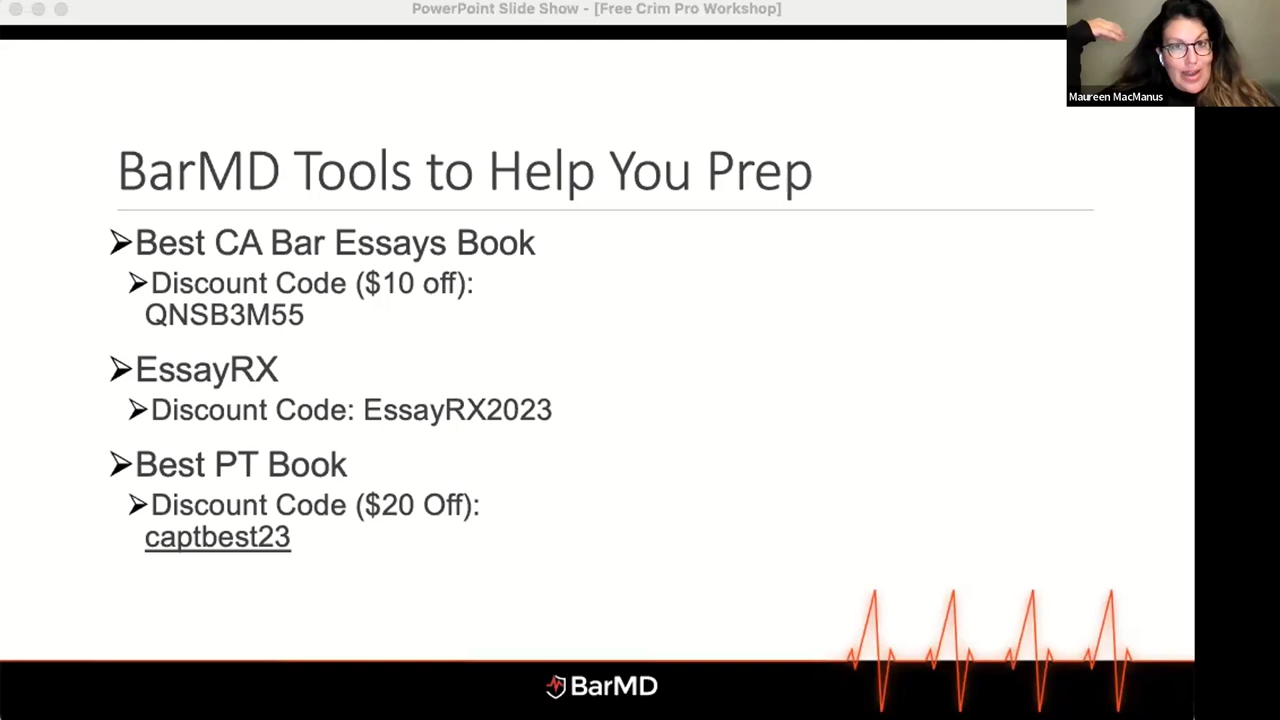 PowerPoint Slide Show - [Free Crim Pro Workshop]
Maureen MacManus
BarMD Tools to Help You Prep
➢Best CA Bar Essays Book
➢Discount Code ($10 off):
QNSB3M55
➢EssayRX
➢Discount Code: EssayRX2023
➢Best PT Book
➢Discount Code ($20 Off):
captbest23
BarMD